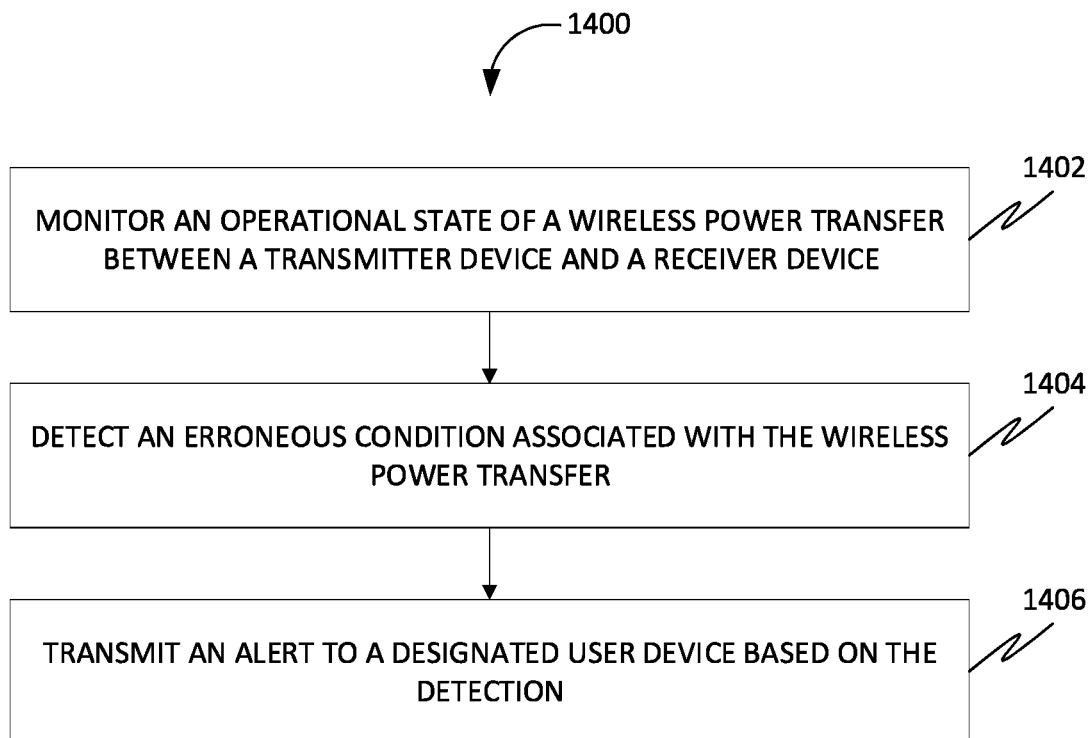 1400
1402
MONITOR AN OPERATIONAL STATE OF A WIRELESS POWER TRANSFER
BETWEEN A TRANSMITTER DEVICE AND A RECEIVER DEVICE
1404
DETECT AN ERRONEOUS CONDITION ASSOCIATED WITH THE WIRELESS
POWER TRANSFER
1406
TRANSMIT AN ALERT TO A DESIGNATED USER DEVICE BASED ON THE
DETECTION